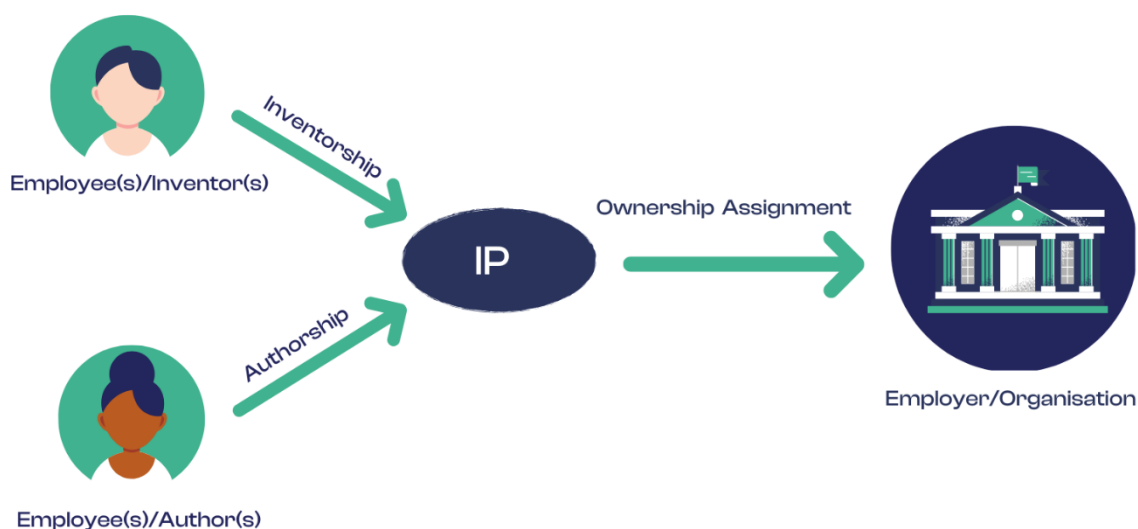 Inventorship
Employee(s)/Inventor(s)
Ownership Assignment
IP
Authorship
Employer/Organisation
Employee(s)/Author(s)